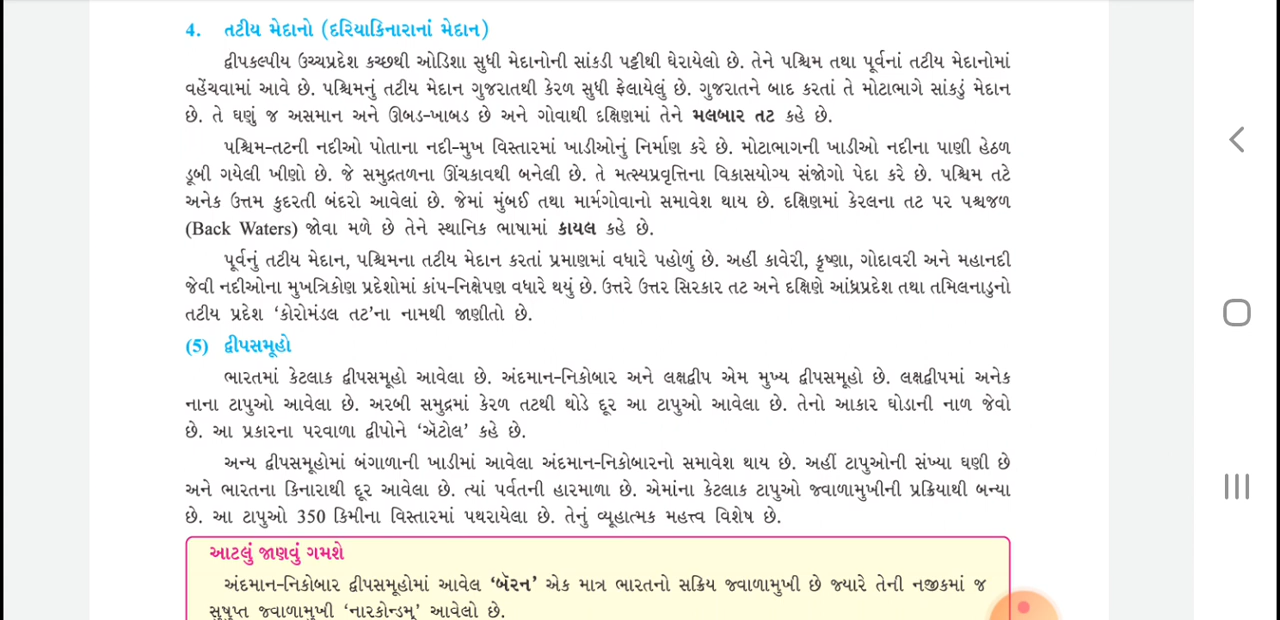 4. તટીય મેદાનો (દરિયાકિનારાનાં મેદાન)
દ્વીપકલ્પીય ઉચ્ચપ્રદેશ કચ્છથી ઓડિશા સુધી મેદાનોની સાંકડી પટ્ટીથી ઘેરાયેલો છે. તેને પશ્ચિમ તથા પૂર્વનાં તટીય મેદાનોમાં
વહેંચવામાં આવે છે. પશ્ચિમનું તટીય મેદાન ગુજરાતથી કેરળ સુધી ફેલાયેલું છે. ગુજરાતને બાદ કરતાં તે મોટાભાગે સાંકડું મેદાન
છે. તે ઘણું જ અસમાન અને ઊબડ-ખાબડ છે અને ગોવાથી દક્ષિણમાં તેને મલબાર તટ કહે છે.
પશ્ચિમ-તટની નદીઓ પોતાના નદી-મુખ વિસ્તારમાં ખાડીઓનું નિર્માણ કરે છે. મોટાભાગની ખાડીઓ નદીના પાણી હેઠળ
ડૂબી ગયેલી ખીણો છે. જે સમુદ્રતળના ઊંચકાવથી બનેલી છે. તે મત્સ્યપ્રવૃત્તિના વિકાસયોગ્ય સંજોગો પેદા કરે છે. પશ્ચિમ તટે
અનેક ઉત્તમ કુદરતી બંદરો આવેલાં છે. જેમાં મુંબઈ તથા માર્મગોવાનો સમાવેશ થાય છે. દક્ષિણમાં કેરલના તટ પર પશ્ચજળ
(Back Waters) જોવા મળે છે તેને સ્થાનિક ભાષામાં કાયલ કહે છે.
પૂર્વનું તટીય મેદાન, પશ્ચિમના તટીય મેદાન કરતાં પ્રમાણમાં વધારે પહોળું છે. અહીં કાવેરી, કૃષ્ણા, ગોદાવરી અને મહાનદી
જેવી નદીઓના મુખત્રિકોણ પ્રદેશોમાં કાંપ-નિક્ષેપણ વધારે થયું છે. ઉત્તરે ઉત્તર સિરકાર તટ અને દક્ષિણે આંધ્રપ્રદેશ તથા તમિલનાડુનો
તટીય પ્રદેશ ‘કોરોમંડલ તટ’ના નામથી જાણીતો છે.
(5) દ્વીપસમૂહો
ભારતમાં કેટલાક દ્વીપસમૂહો આવેલા છે. અંદમાન-નિકોબાર અને લક્ષદ્વીપ એમ મુખ્ય દ્વીપસમૂહો છે. લક્ષદ્વીપમાં અનેક
નાના ટાપુઓ આવેલા છે. અરબી સમુદ્રમાં કેરળ તટથી થોડે દૂર આ ટાપુઓ આવેલા છે. તેનો આકાર ઘોડાની નાળ જેવો
છે. આ પ્રકારના પરવાળા દ્વીપોને ‘ઍટોલ’ કહે છે.
અન્ય દ્વીપસમૂહોમાં બંગાળાની ખાડીમાં આવેલા અંદમાન-નિકોબારનો સમાવેશ થાય છે. અહીં ટાપુઓની સંખ્યા ઘણી છે
અને ભારતના કિનારાથી દૂર આવેલા છે. ત્યાં પર્વતની હારમાળા છે. એમાંના કેટલાક ટાપુઓ જ્વાળામુખીની પ્રક્રિયાથી બન્યા
છે. આ ટાપુઓ 350 કિમીના વિસ્તારમાં પથરાયેલા છે. તેનું વ્યૂહાત્મક મહત્ત્વ વિશેષ છે.
આટલું જાણવું ગમશે
અંદમાન-નિકોબાર દ્વીપસમૂહોમાં આવેલ ‘બૅરન’ એક માત્ર ભારતનો સક્રિય જ્વાળામુખી છે જ્યારે તેની નજીકમાં જ
સુષુપ્ત જ્વાળામુખી ‘નારકોન્ડમ્’ આવેલો છે.